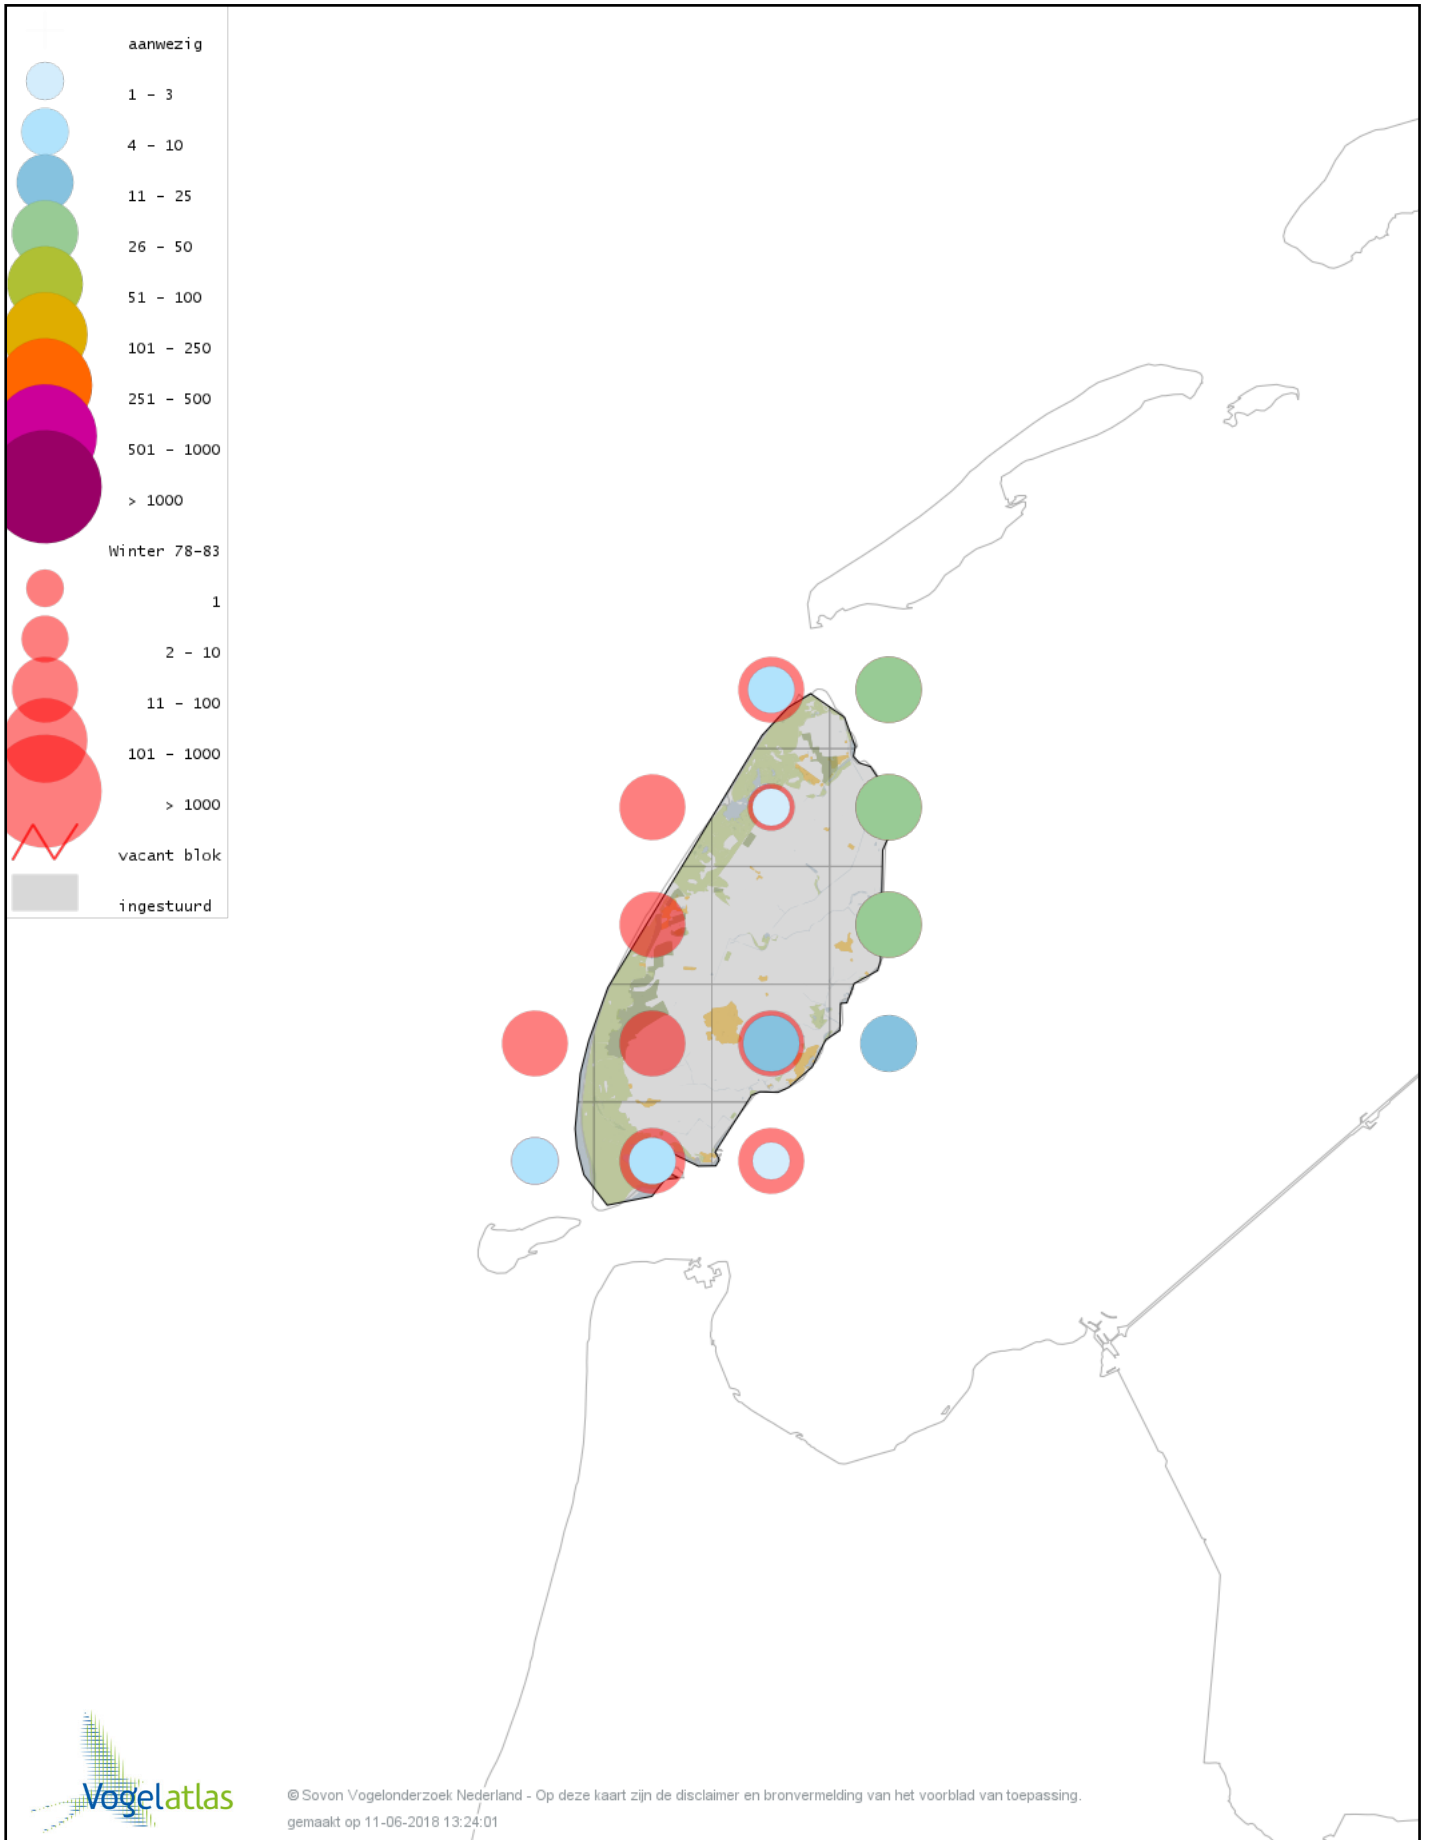 aanwezig
1 - 3
4 - 10
11 - 25
26 - 50
51 - 100
101 - 250
251 - 500
501 - 1000
> 1000
Winter 78-83
1
2 - 10
11 - 100
101 - 1000
> 1000
vacant blok
ingestuurd
Vogelatlas
© Sovon Vogelonderzoek Nederland - Op deze kaart zijn de disclaimer en bronvermelding van het voorblad van toepassing.
gemaakt op 11-06-2018 13:24:01